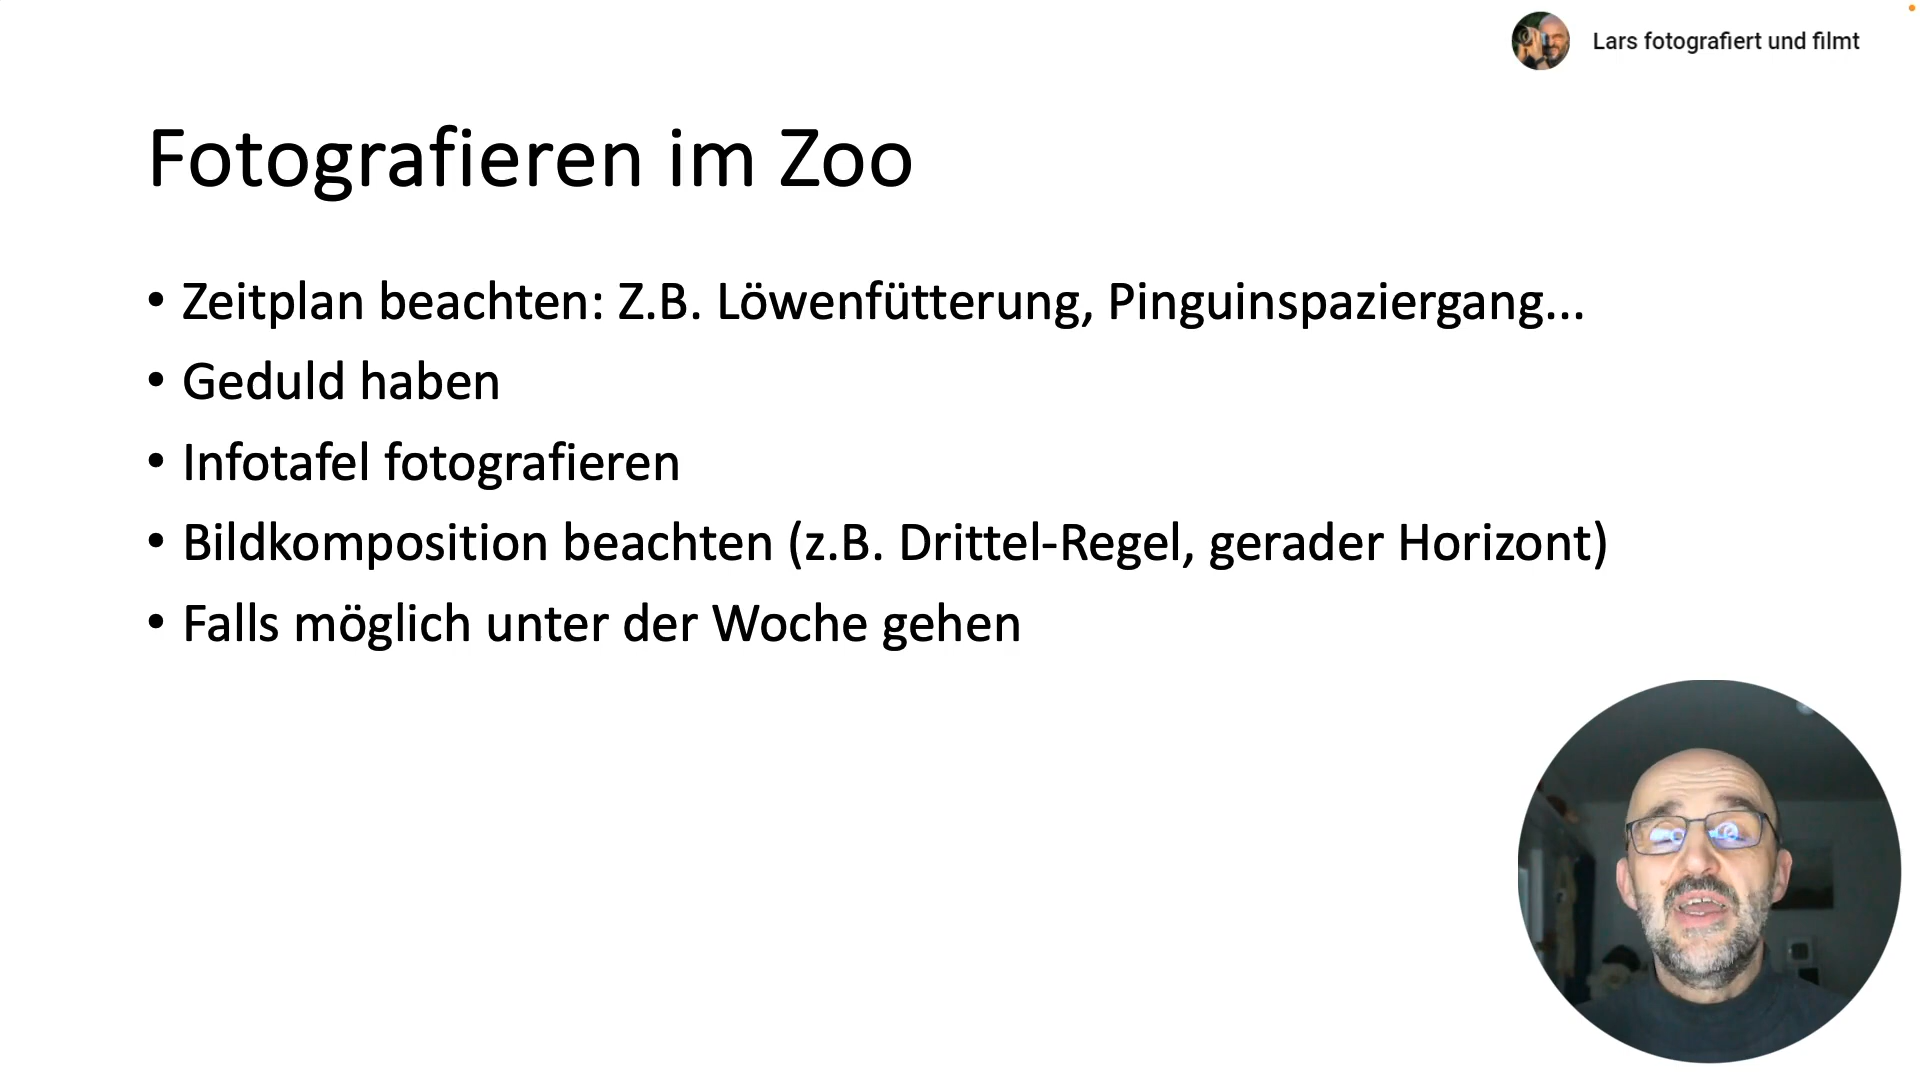 Lars fotografiert und filmt
Fotografieren im Zoo
• Zeitplan beachten: Z.B. Löwenfütterung, Pinguinspaziergang...
• Geduld haben
• Infotafel fotografieren
• Bildkomposition beachten (z.B. Drittel-Regel, gerader Horizont)
• Falls möglich unter der Woche gehen